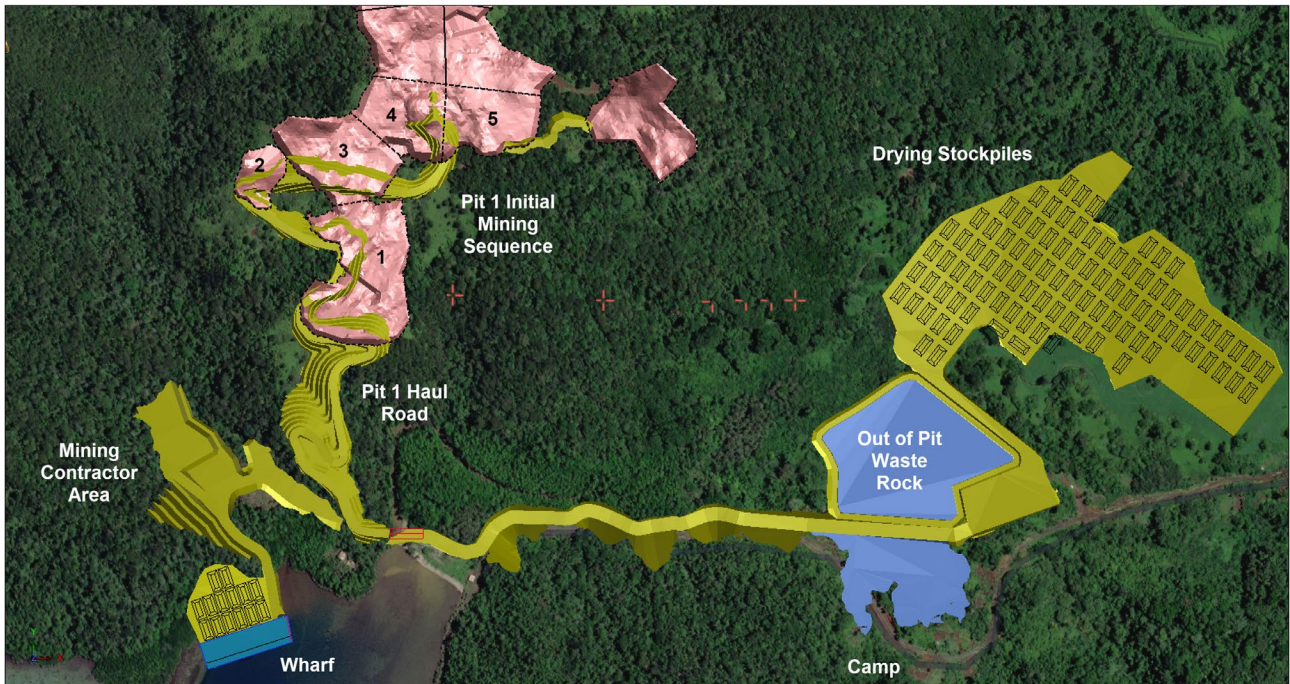 4
5
3
2
Drying Stockpiles
Pit 1 Initial
Mining
Sequence
1
Pit 1 Haul
Road
Mining
Contractor
Area
Out of Pit
Waste
Rock
Wharf
Camp